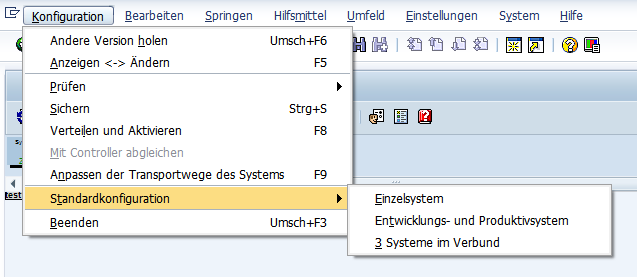 Konfiguration Bearbeiten Springen Hilfsmittel Umfeld Einstellungen System Hilfe
Andere Version holen Umsch+F6
Anzeigen <-> Ändern F5
Prüfen
Sichern Strg+S
Verteilen und Aktivieren F8
Mit Controller abgleichen
Anpassen der Transportwege des Systems F9
Standardkonfiguration
Einzelsystem
Beenden Umsch+F3
Entwicklungs- und Produktivsystem
3 Systeme im Verbund
test